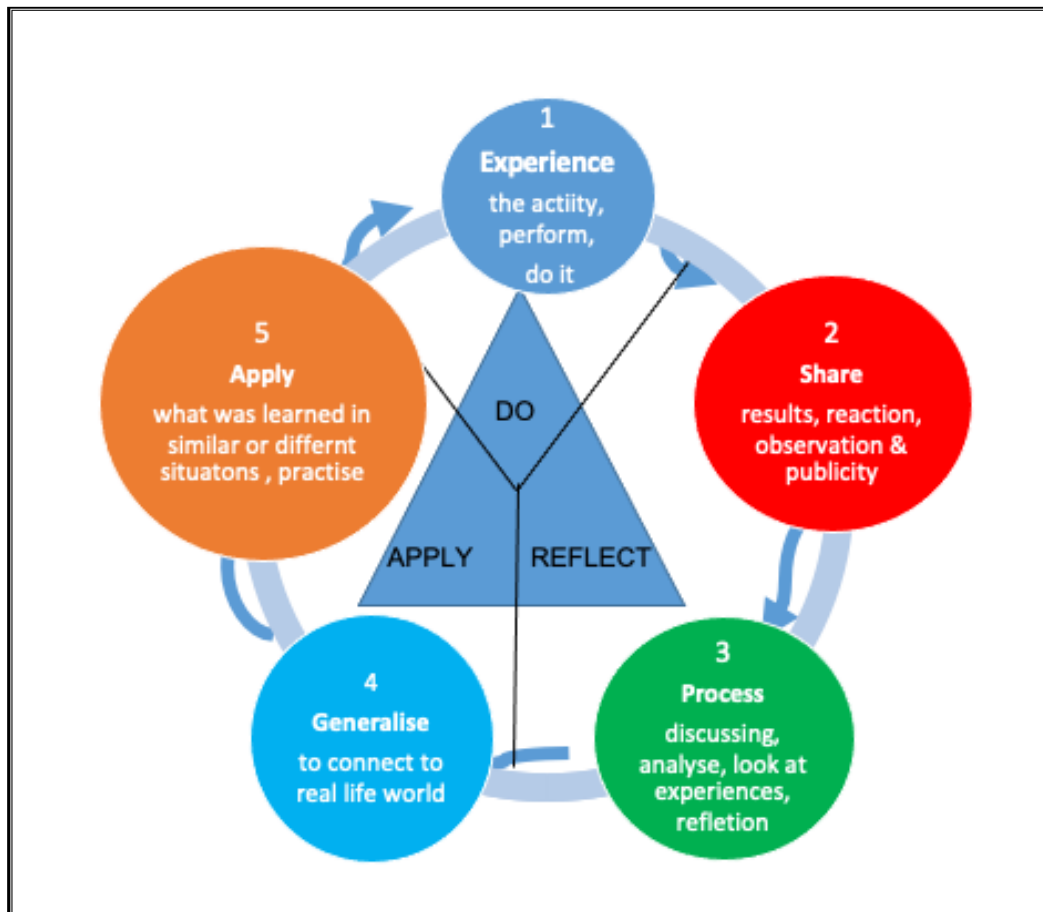 1
Experience
the actiity,
perform,
do it
2
Share
results, reaction,
observation &
publicity
3
Process
discussing,
analyse, look at
experiences,
refletion
4
Generalise
to connect to
real life world
5
Apply
what was learned in
similar or differnt
situatons , practise
DO
APPLY
REFLECT